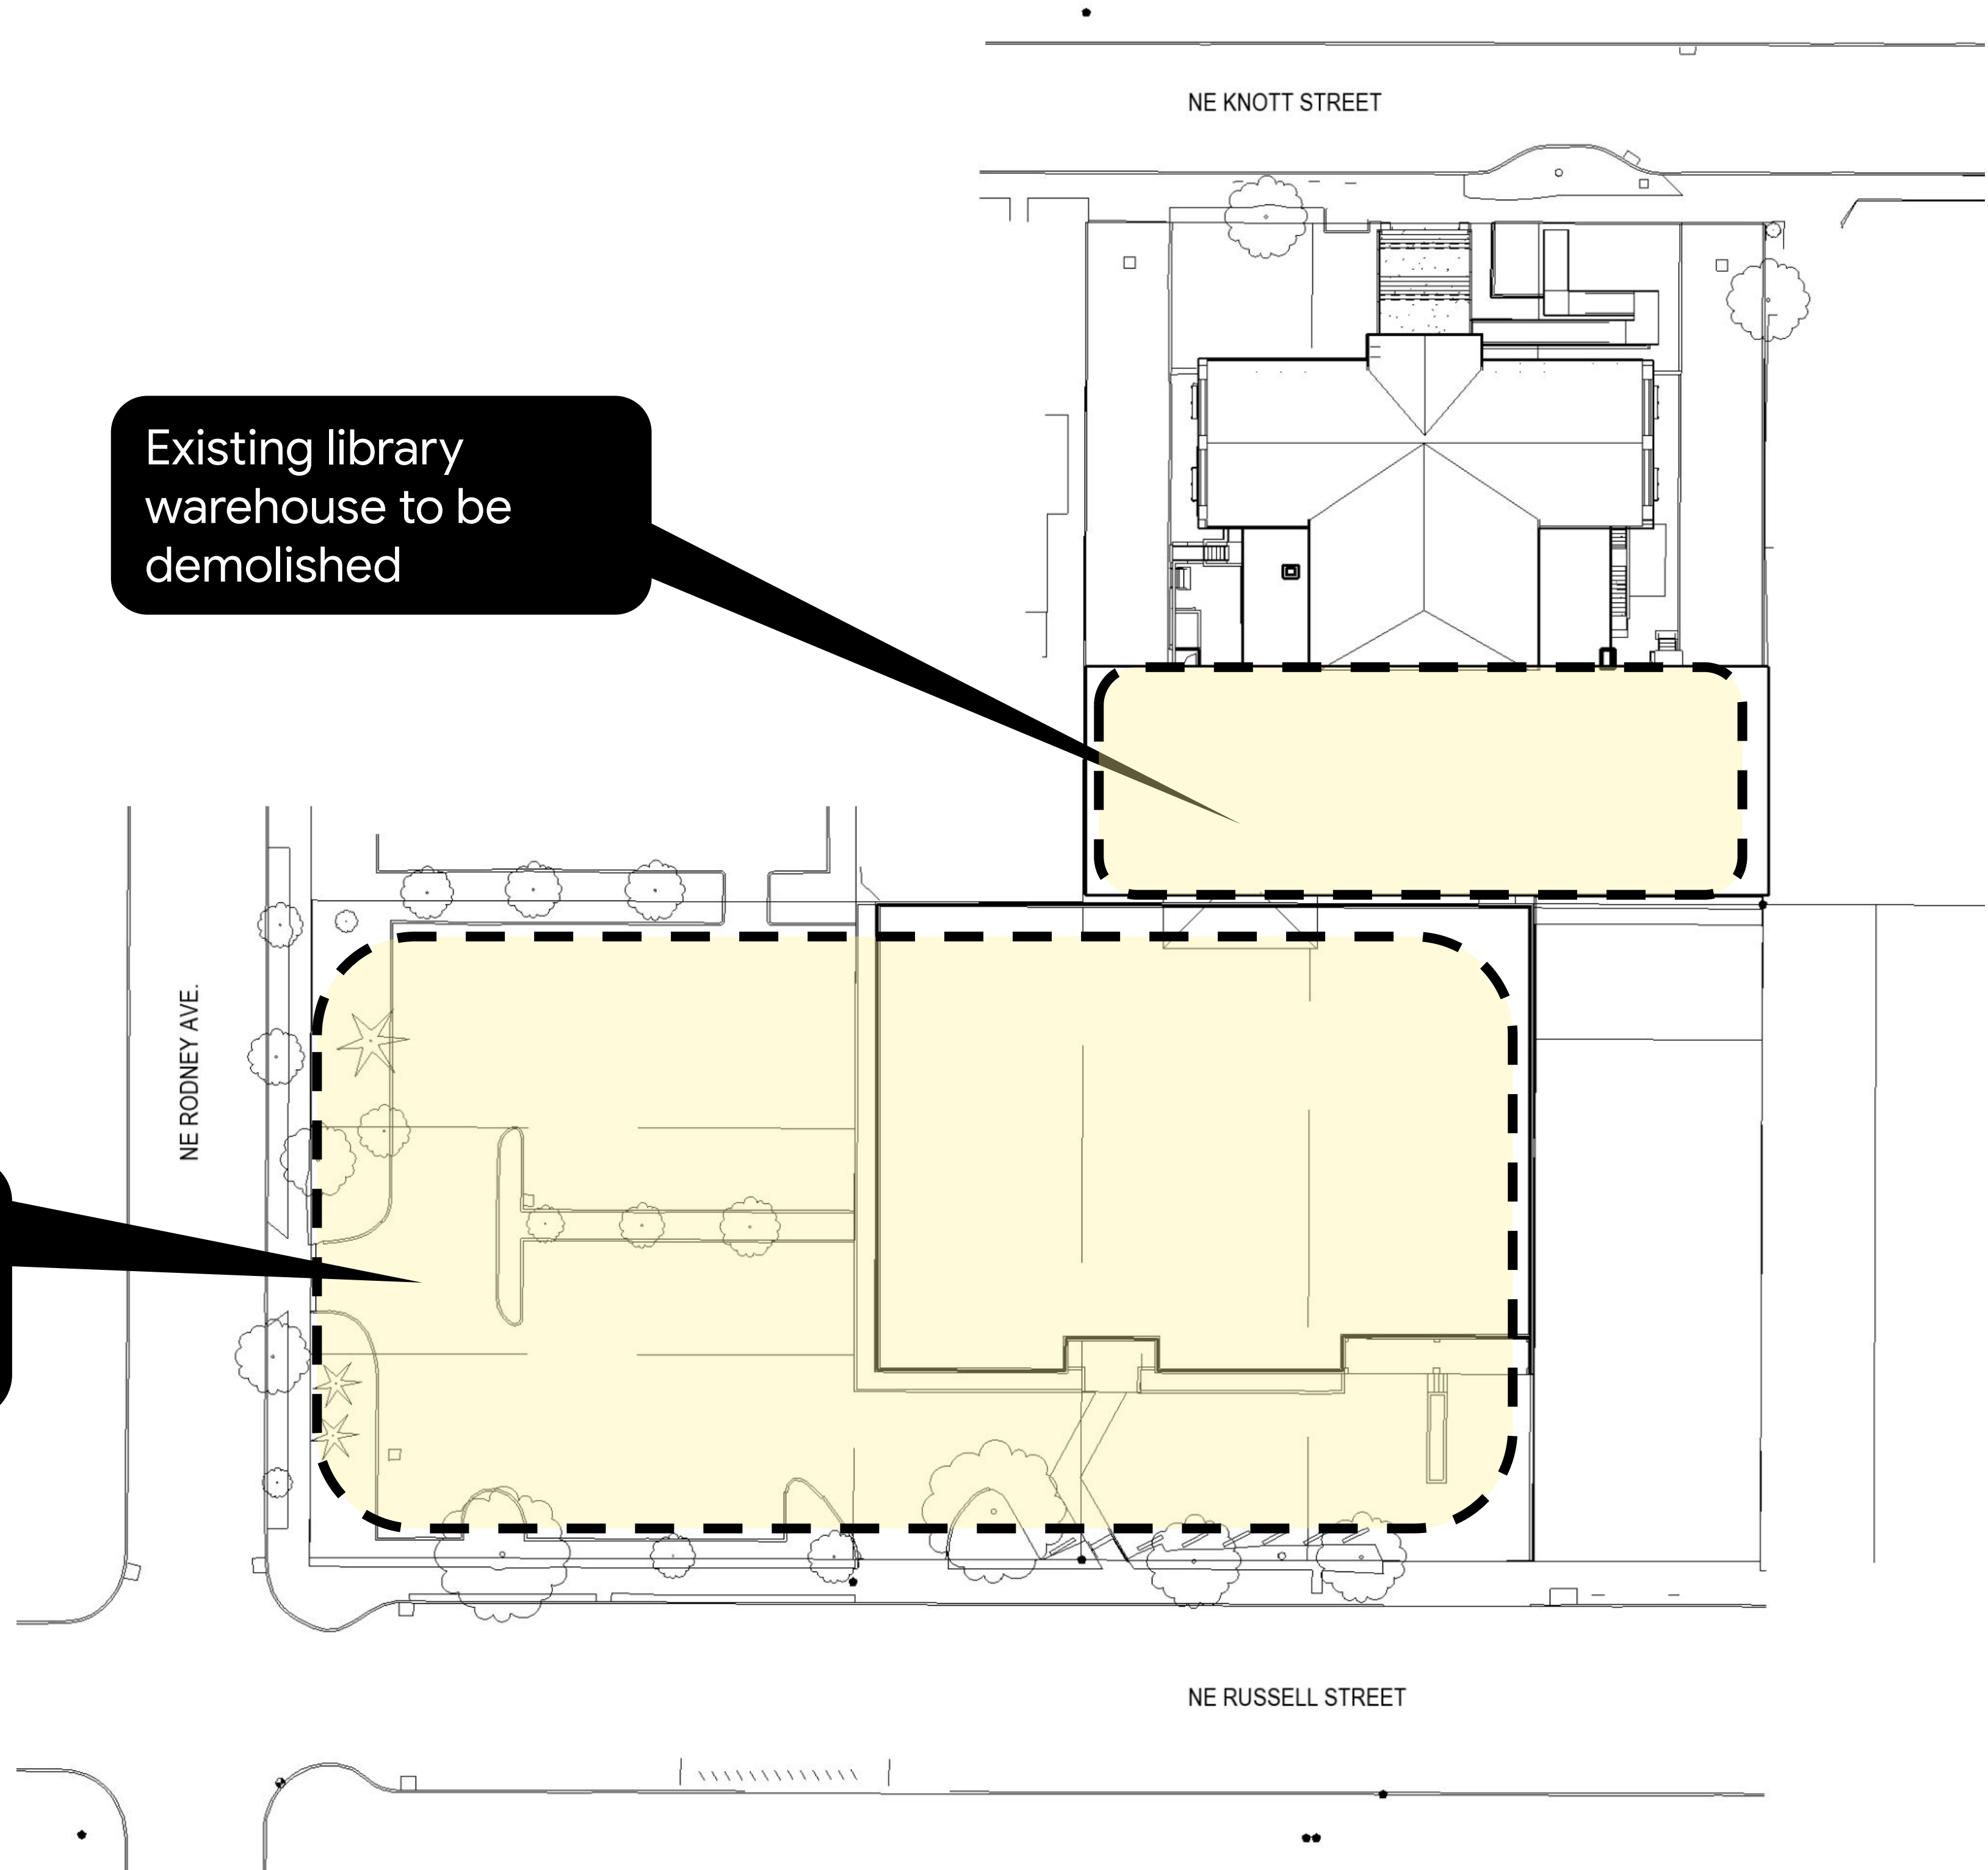 NE KNOTT STREET
Existing library
warehouse to be
demolished
NE RODNEY AVE.
NE RUSSELL STREET